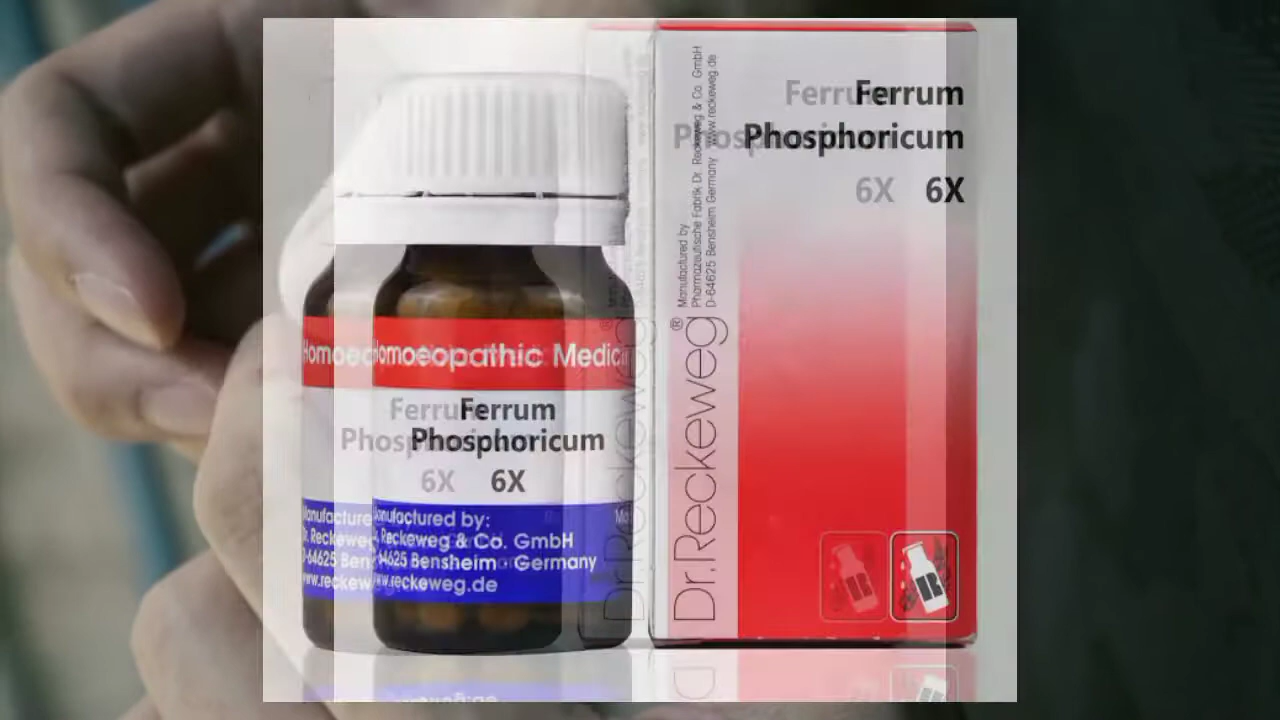 Homoeopathic Medici
Ferrum
Phosphoricum
6X
Manufactured by:
Dr. Reckeweg & Co. GmbH
D-64625 Bensheim · Germany
www.reckeweg.de
Ferrum
Phosphoricum
6X
Manufactured by
Pharmazeutische Fabrik Dr. Reckeweg & Co. GmbH
D-64625 Bensheim Germany www.reckeweg.de
Dr.Reckeweg®